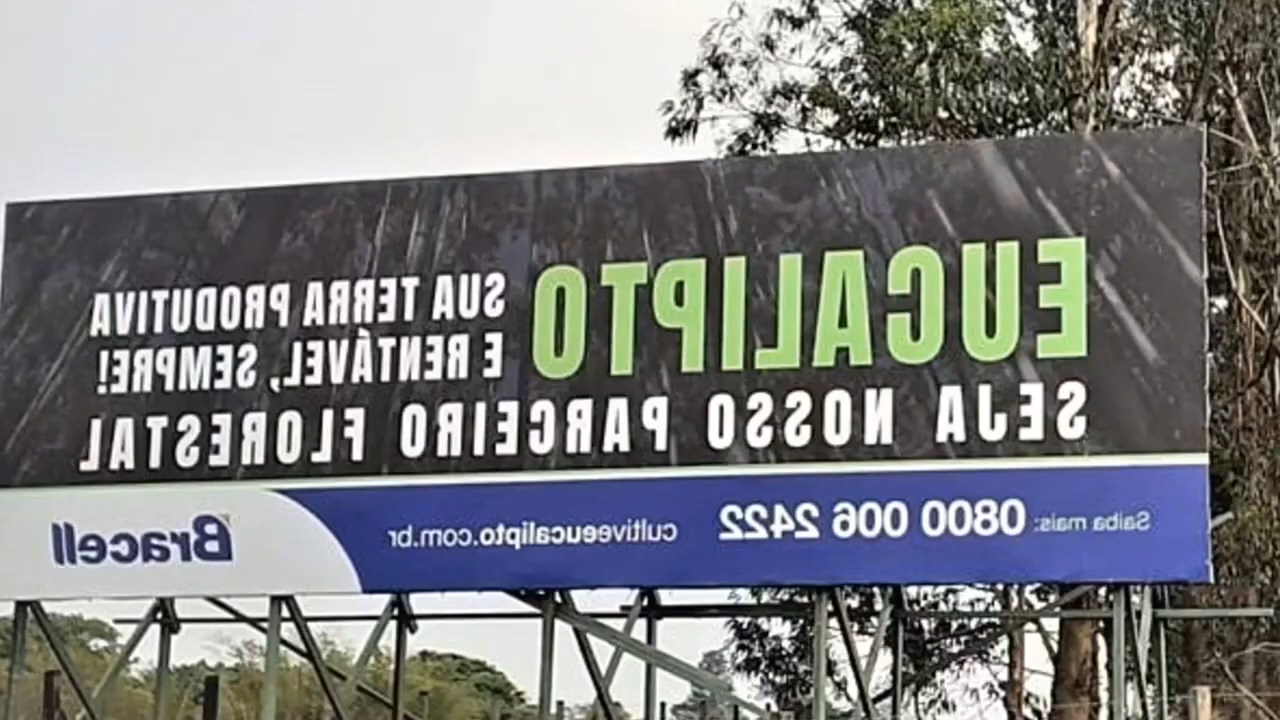 EUCALIPTO
SUA TERRA PRODUTIVA
E RENTÁVEL, SEMPRE!
SEJA NOSSO PARCEIRO FLORESTAL
Saiba mais: 0800 006 2422 cultiveeucalipto.com.br
Bracell